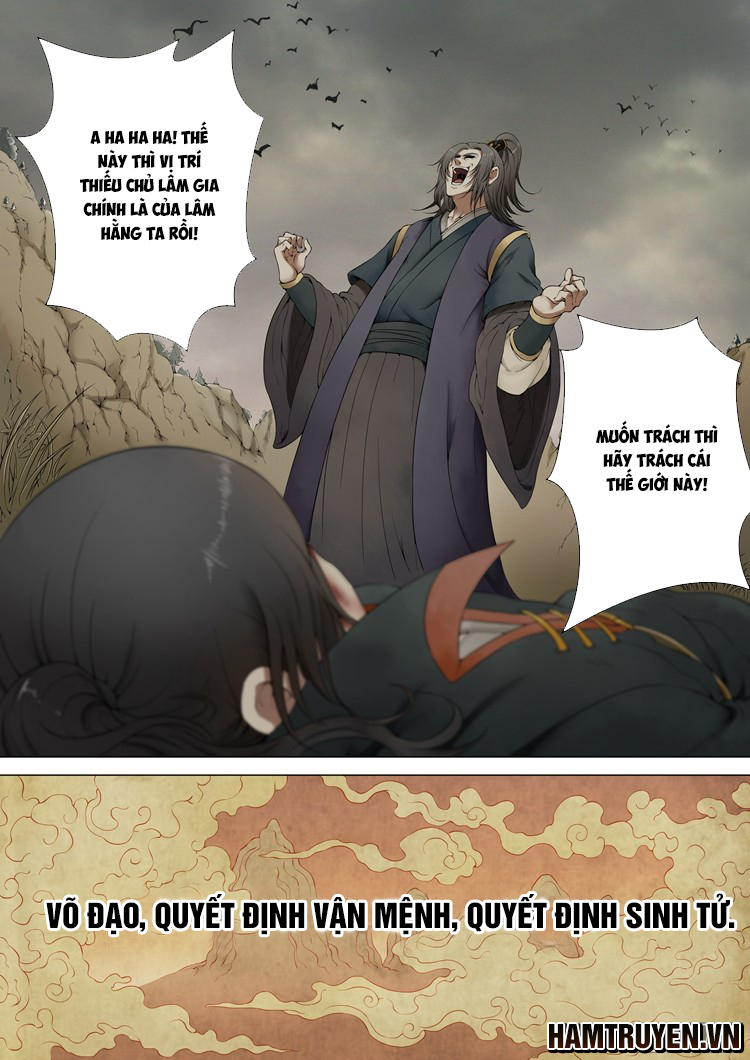 A HA HA HA! THẾ
NÀY THÌ VỊ TRÍ
THIẾU CHỦ LÂM GIA
CHÍNH LÀ CỦA LÂM
HẰNG TA RỒI!
MUỐN TRÁCH THÌ
HÃY TRÁCH CÁI
THẾ GIỚI NÀY!
VÕ ĐẠO, QUYẾT ĐỊNH VẬN MỆNH, QUYẾT ĐỊNH SINH TỬ.
HAMTRUYEN.VN